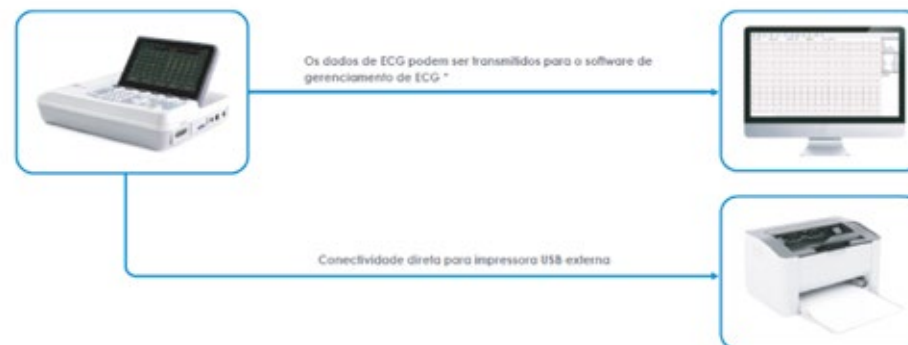 Os dados de ECG podem ser transmitidos para o software de
gerenciamento de ECG *
Conectividade direta para impressora USB externa